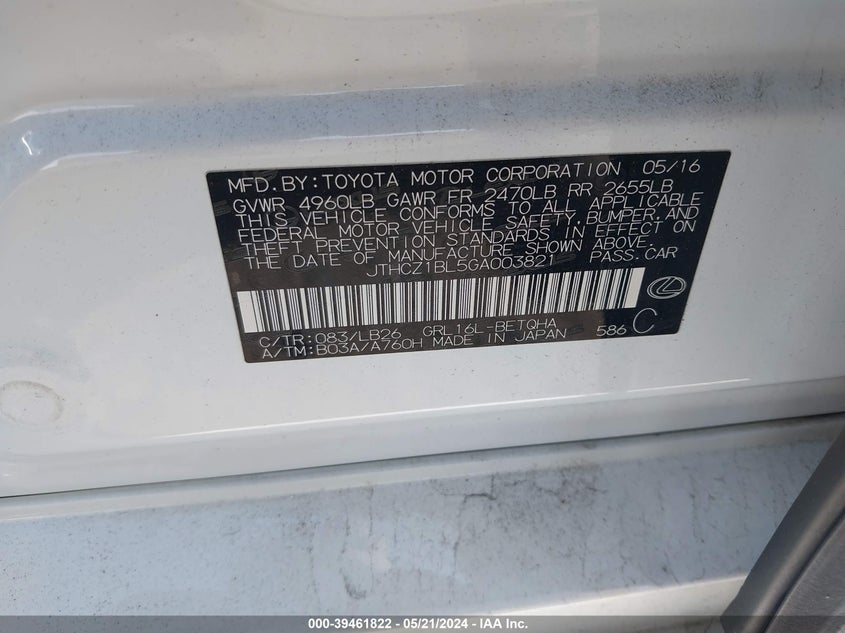 MFD.BY:TOYOTA MOTOR CORPORATION 05/16
GVWR 4960LB GAWR FR 2470LB RR 2655LB
THIS VEHICLE CONFORMS TO ALL APPLICABLE
FEDERAL MOTOR VEHICLE SAFETY,BUMPER,AND
THEFT PREVENTION STANDARDS IN EFFECT ON
THE DATE OF MANUFACTURE SHOWN ABOVE.
JTHCZ1BL5GA003821 PASS.CAR
C/TR:083/LB26 GRL16L-BETQHA 586 C
A/TM:B03A/A760H MADE IN JAPAN
000-39461822 - 05/21/2024 - IAA Inc.